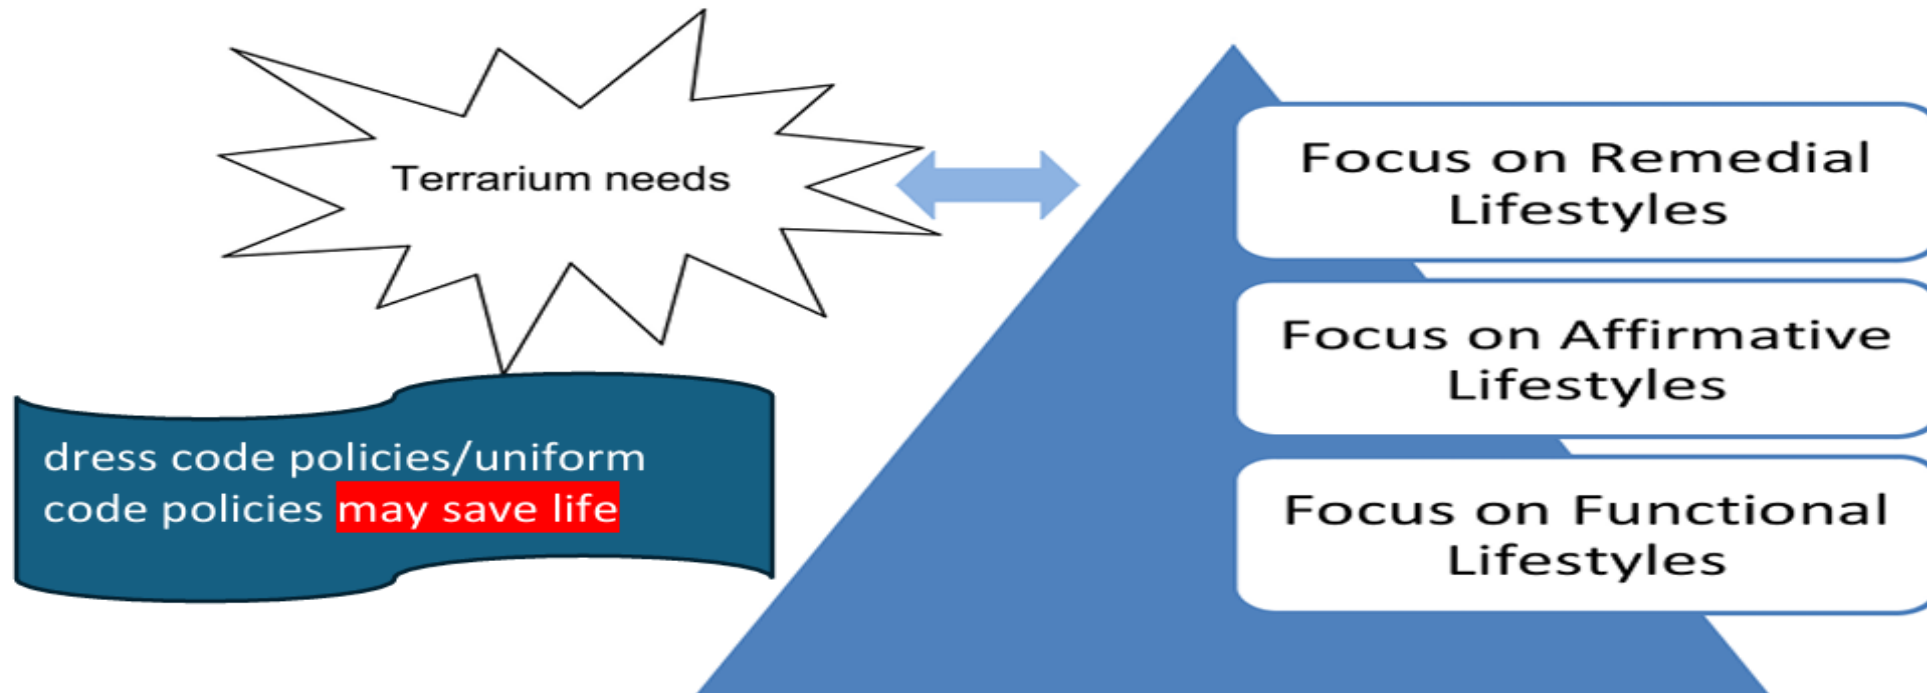 Terrarium needs
dress code policies/uniform
code policies may save life
Focus on Remedial
Lifestyles
Focus on Affirmative
Lifestyles
Focus on Functional
Lifestyles